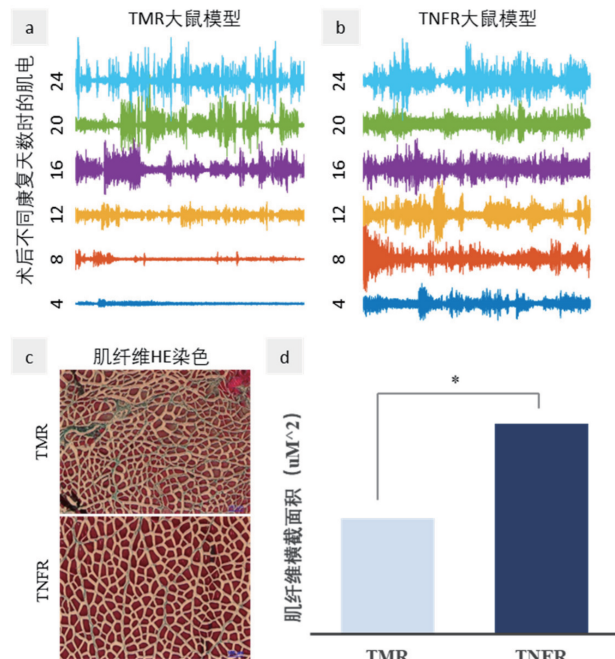 a
TMR大鼠模型
b
TNFR大鼠模型
术后不同康复天数时的肌电
24
20
16
12
8
4
24
20
16
12
8
4
c
肌纤维HE染色
d
TMR
TNFR
*
肌纤维横截面积（uM^2）
TMR
TNFR